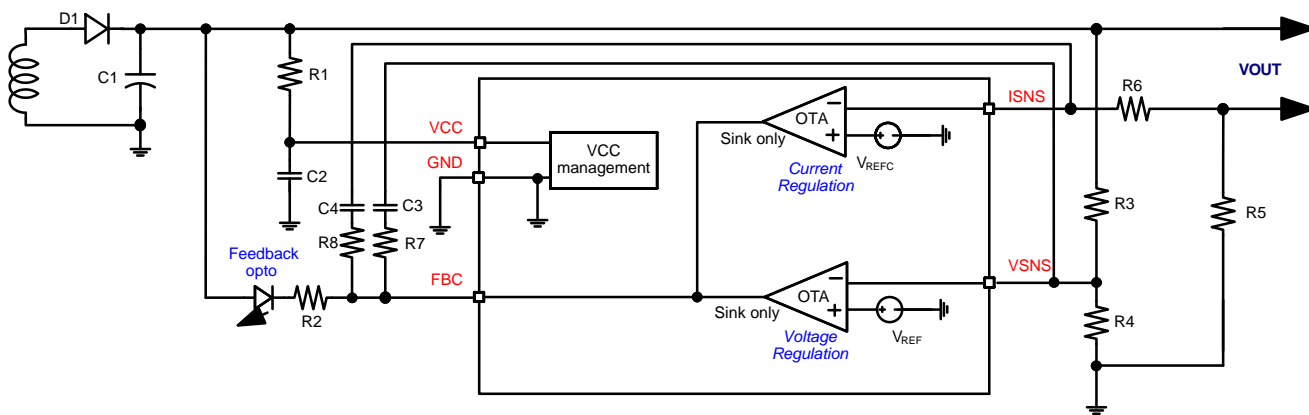 D1
C1
R1
VCC
GND
C2
C4
C3
R8
R7
Feedback
opto
R2
FBC
VCC
management
OTA
Sink only
Current
Regulation
VREFC
OTA
Sink only
Voltage
Regulation
VREF
ISNS
VSNS
R6
VOUT
R3
R5
R4